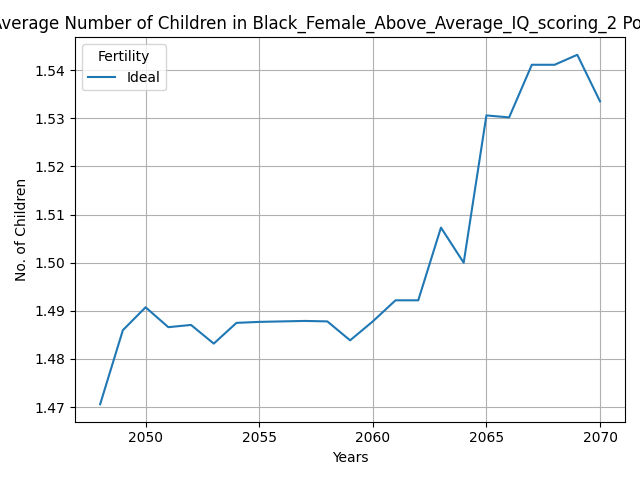 Average Number of Children in Black_Female_Above_Average_IQ_scoring_2 Po
Fertility
Ideal
1.54
1.53
1.52
1.51
1.50
1.49
1.48
1.47
No. of Children
2050 2055 2060 2065 2070
Years